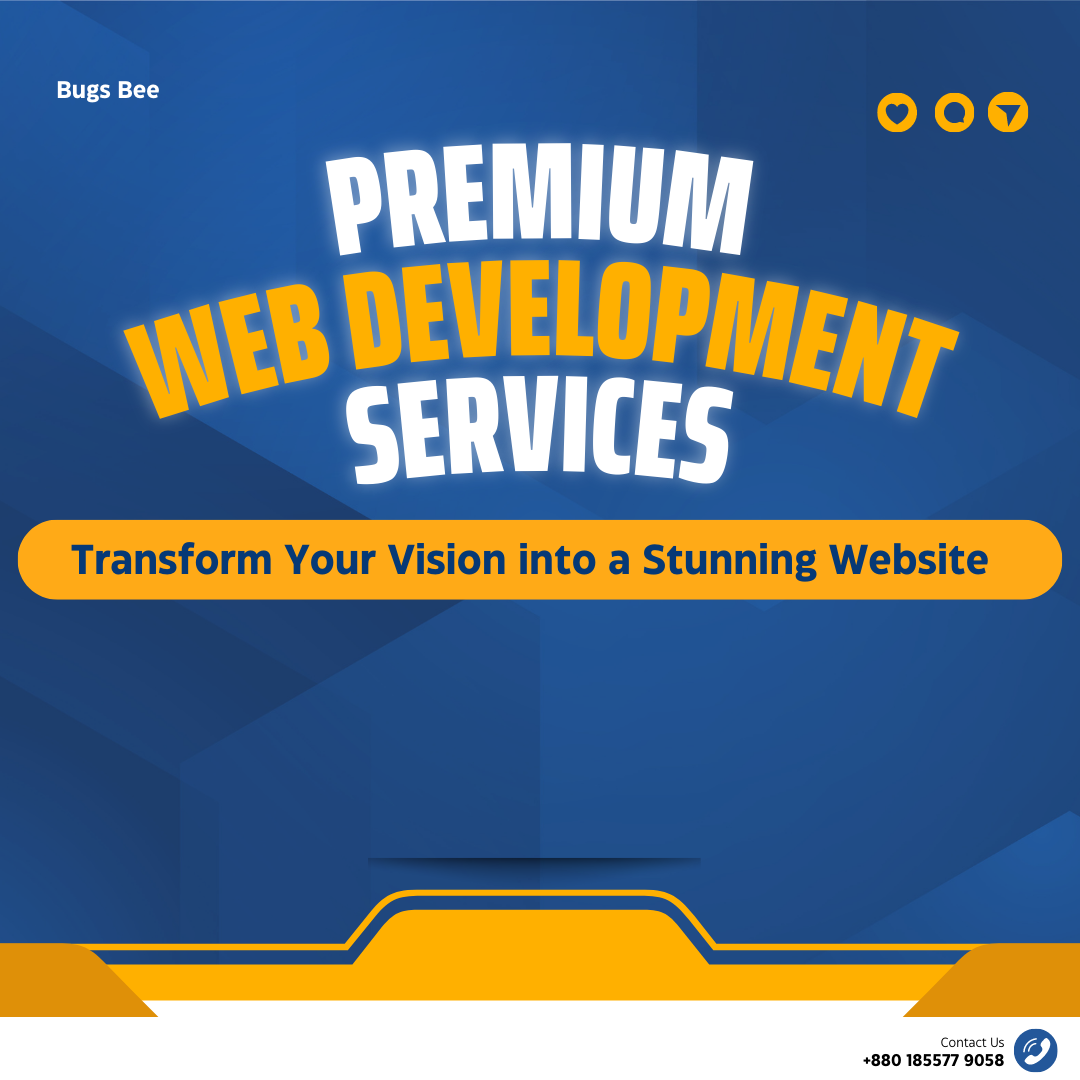 Bugs Bee
PREMIUM
WEB DEVELOPMENT
SERVICES
Transform Your Vision into a Stunning Website
Contact Us
+880 185577 9058